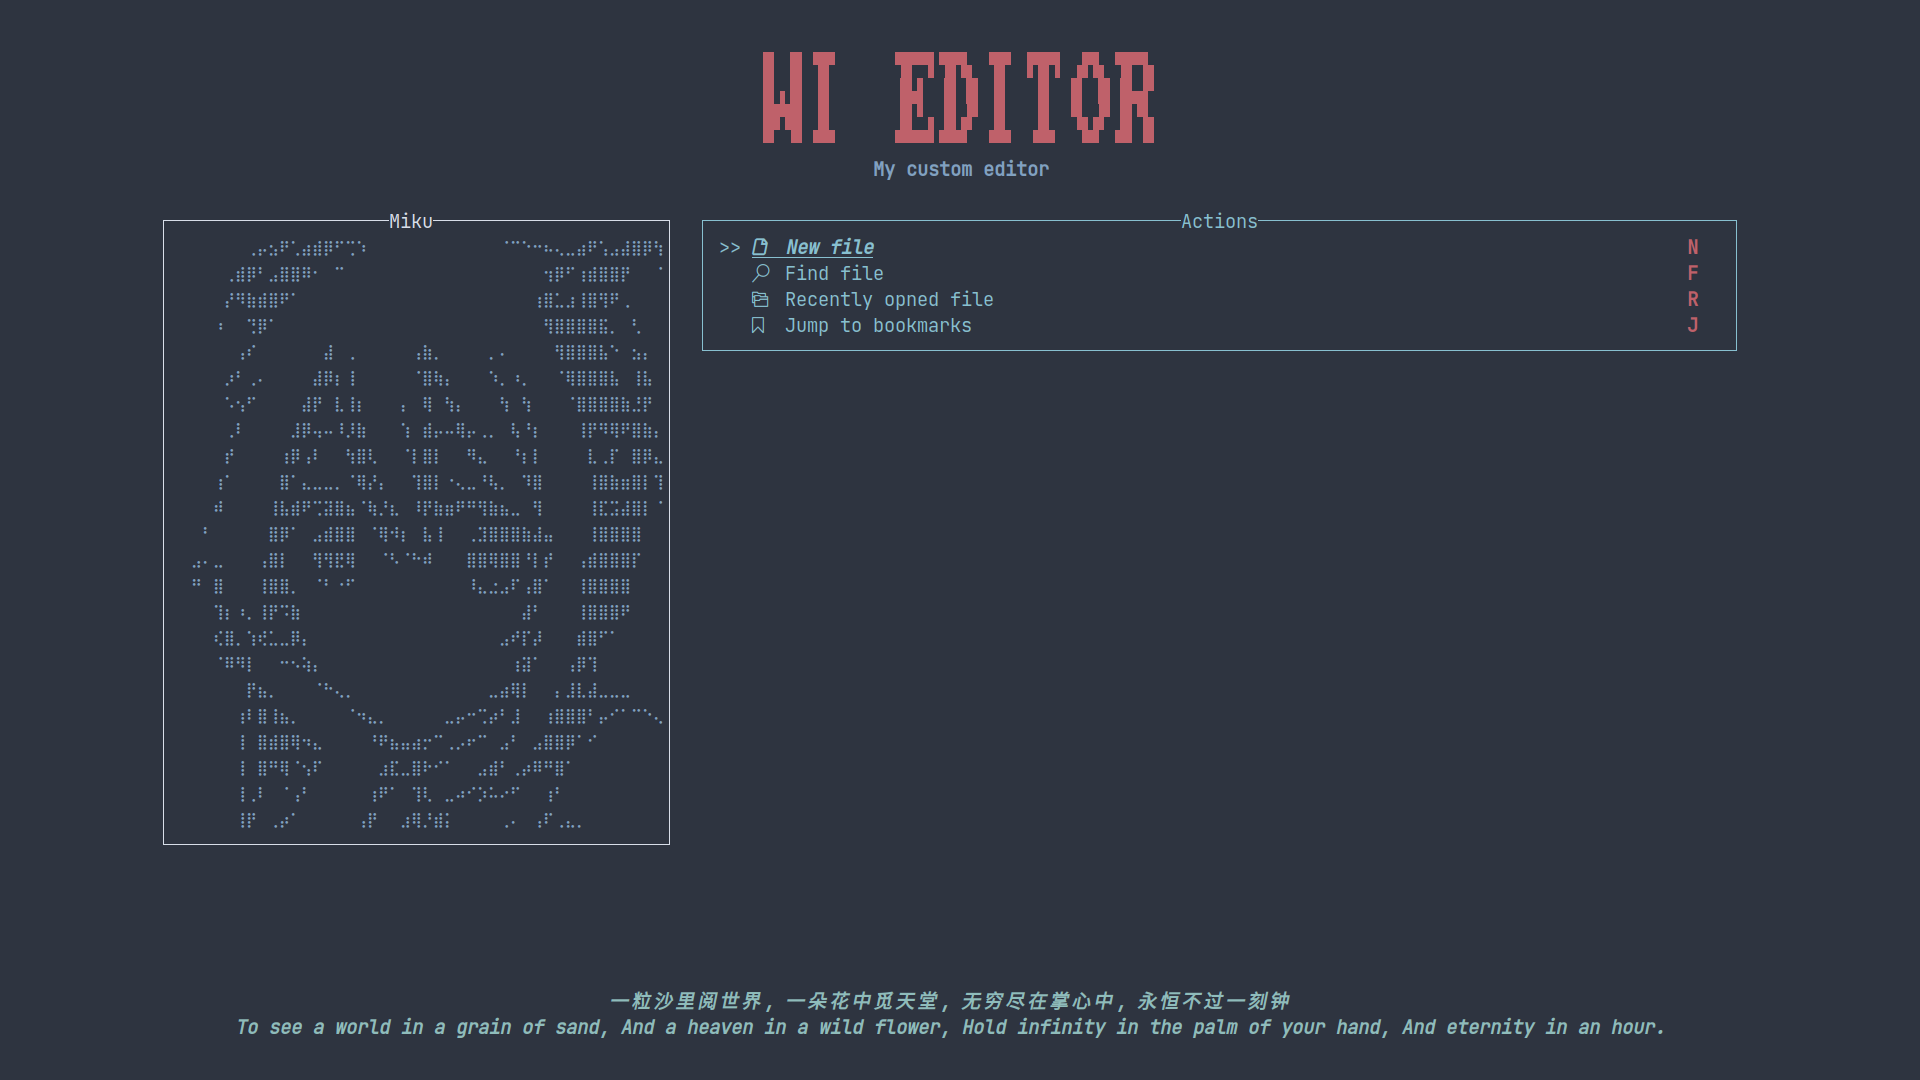 WI EDITOR
My custom editor
Miku
Actions
>> New file N
Find file F
Recently opned file R
Jump to bookmarks J
一粒沙里阅世界, 一朵花中觅天堂, 无穷尽在掌心中, 永恒不过一刻钟
To see a world in a grain of sand, And a heaven in a wild flower, Hold infinity in the palm of your hand, And eternity in an hour.